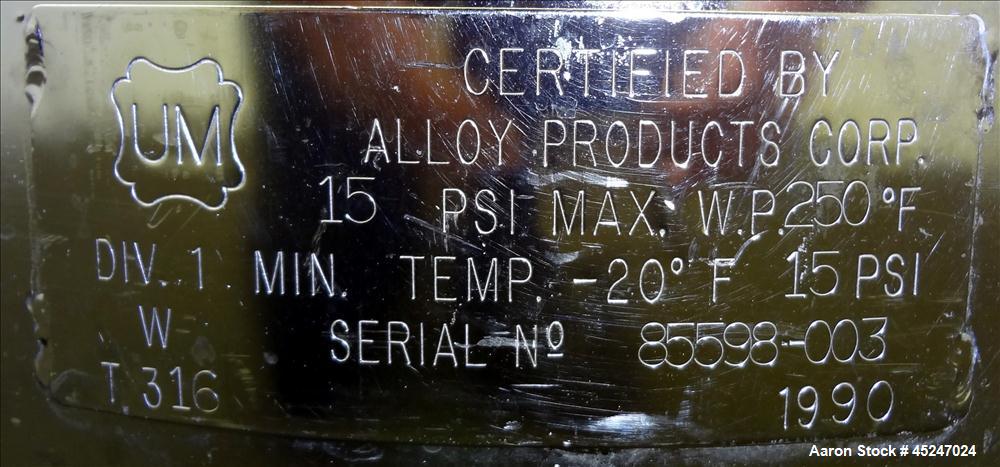 CERTIFIED BY
UM
ALLOY PRODUCTS CORP.
15 PSI MAX. W.P. 250 °F
DIV. 1 MIN. TEMP. -20° F 15 PSI
W
SERIAL Nº 85598-003
T 316
1990
Aaron Stock # 45247024